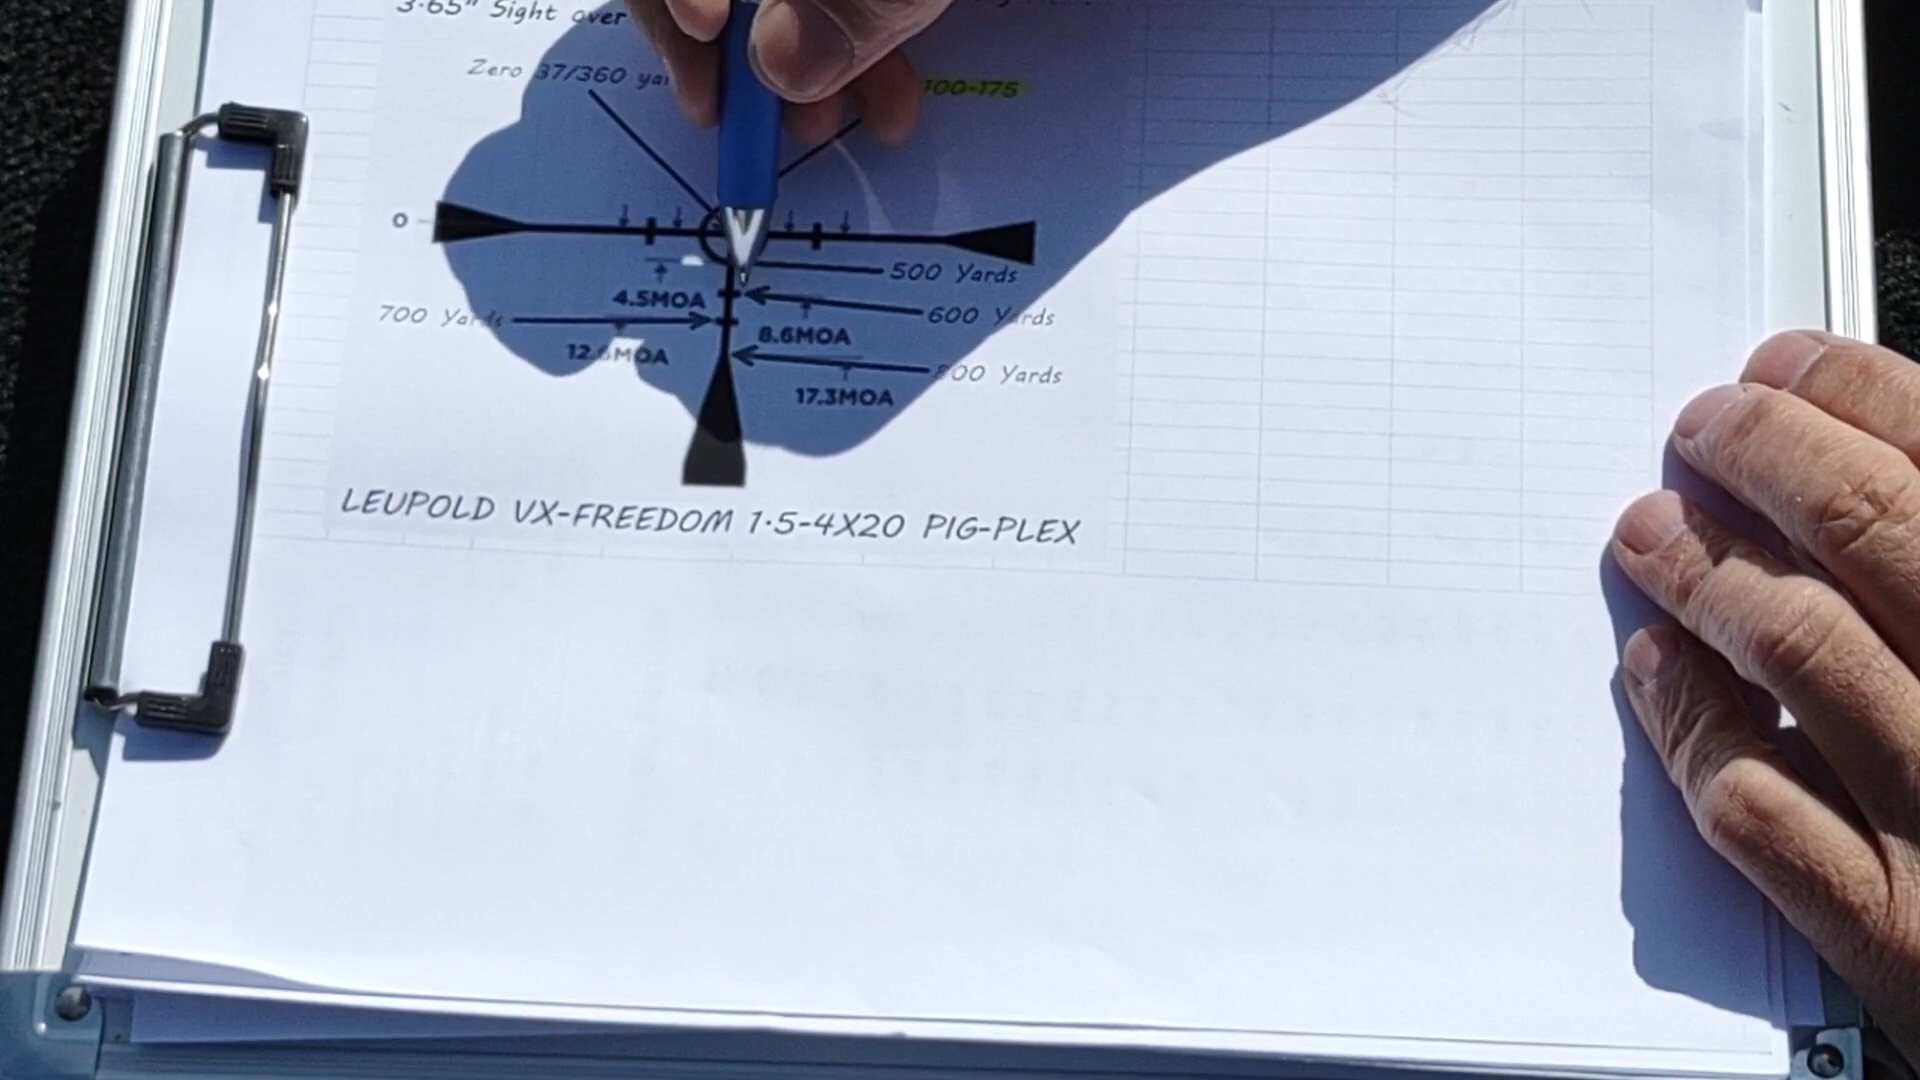 3.65" Sight over
Zero 37/360
100-175
0
500 Yards
4.5MOA
600 Yards
700 Yards
8.6MOA
12.6MOA
800 Yards
17.3MOA
LEUPOLD VX-FREEDOM 1.5-4X20 PIG-PLEX